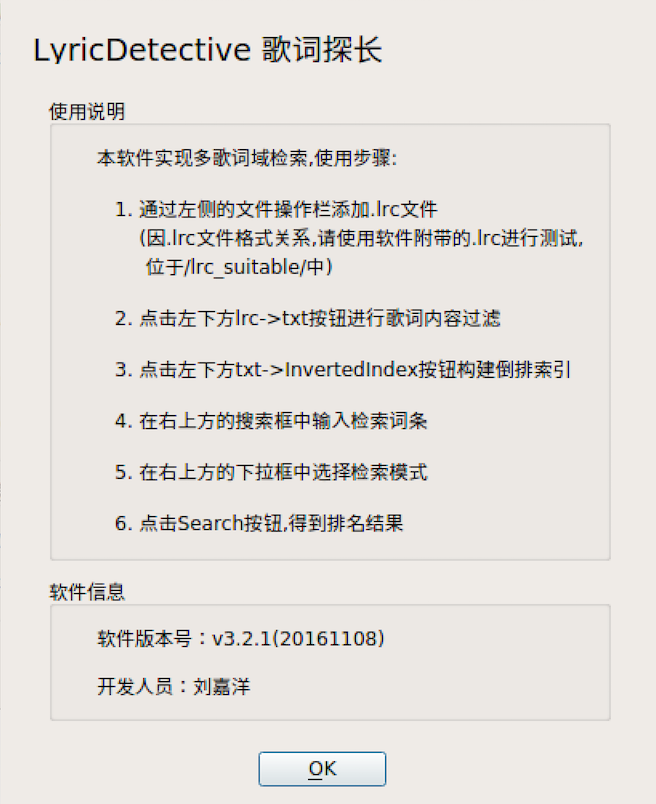 LyricDetective 歌词探长
使用说明
本软件实现多歌词域检索,使用步骤:
1. 通过左侧的文件操作栏添加.lrc文件
(因.lrc文件格式关系,请使用软件附带的.lrc进行测试,
位于/lrc_suitable/中)
2. 点击左下方lrc->txt按钮进行歌词内容过滤
3. 点击左下方txt->InvertedIndex按钮构建倒排索引
4. 在右上方的搜索框中输入检索词条
5. 在右上方的下拉框中选择检索模式
6. 点击Search按钮,得到排名结果
软件信息
软件版本号：v3.2.1(20161108)
开发人员：刘嘉洋
OK